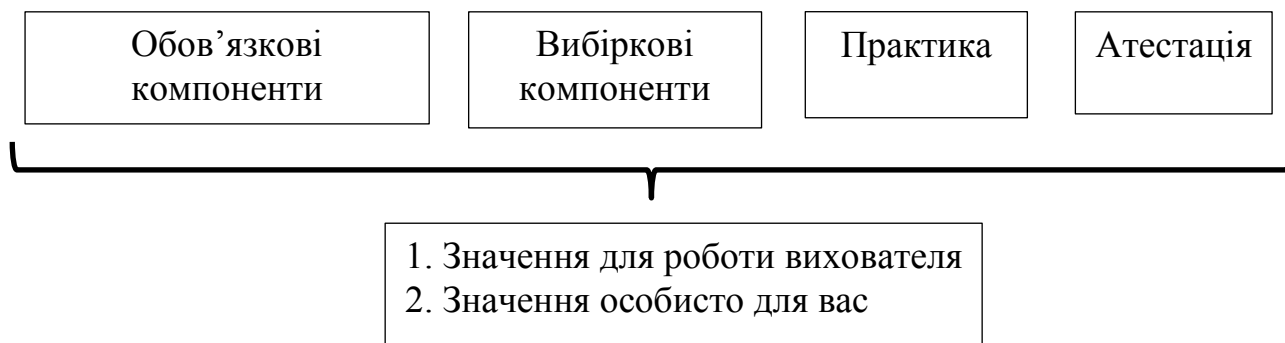 Обов’язкові
компоненти
Вибіркові
компоненти
Практика
Атестація
1. Значення для роботи вихователя
2. Значення особисто для вас